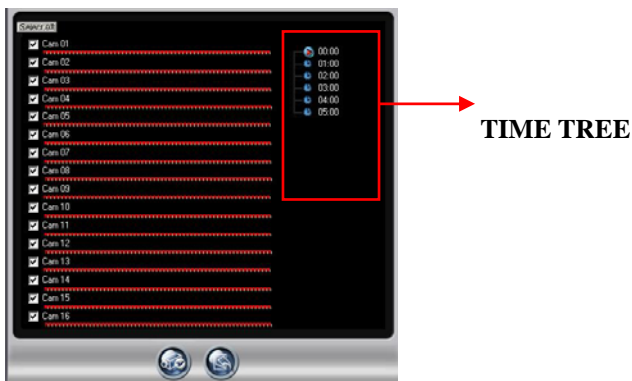 Select all
Cam 01
Cam 02
Cam 03
Cam 04
Cam 05
Cam 06
Cam 07
Cam 08
Cam 09
Cam 10
Cam 11
Cam 12
Cam 13
Cam 14
Cam 15
Cam 16
00:00
01:00
02:00
03:00
04:00
05:00
TIME TREE